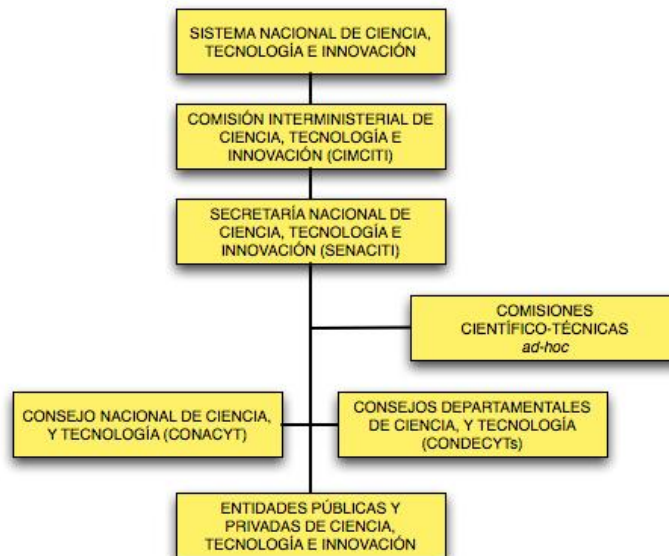 SISTEMA NACIONAL DE CIENCIA,
TECNOLOGÍA E INNOVACIÓN
COMISIÓN INTERMINISTERIAL DE
CIENCIA, TECNOLOGÍA E
INNOVACIÓN (CIMCITI)
SECRETARÍA NACIONAL DE
CIENCIA, TECNOLOGÍA E
INNOVACIÓN (SENACITI)
COMISIONES
CIENTÍFICO-TÉCNICAS
ad-hoc
CONSEJO NACIONAL DE CIENCIA,
Y TECNOLOGÍA (CONACYT)
CONSEJOS DEPARTAMENTALES
DE CIENCIA, Y TECNOLOGÍA
(CONDECYTs)
ENTIDADES PÚBLICAS Y
PRIVADAS DE CIENCIA,
TECNOLOGÍA E INNOVACIÓN